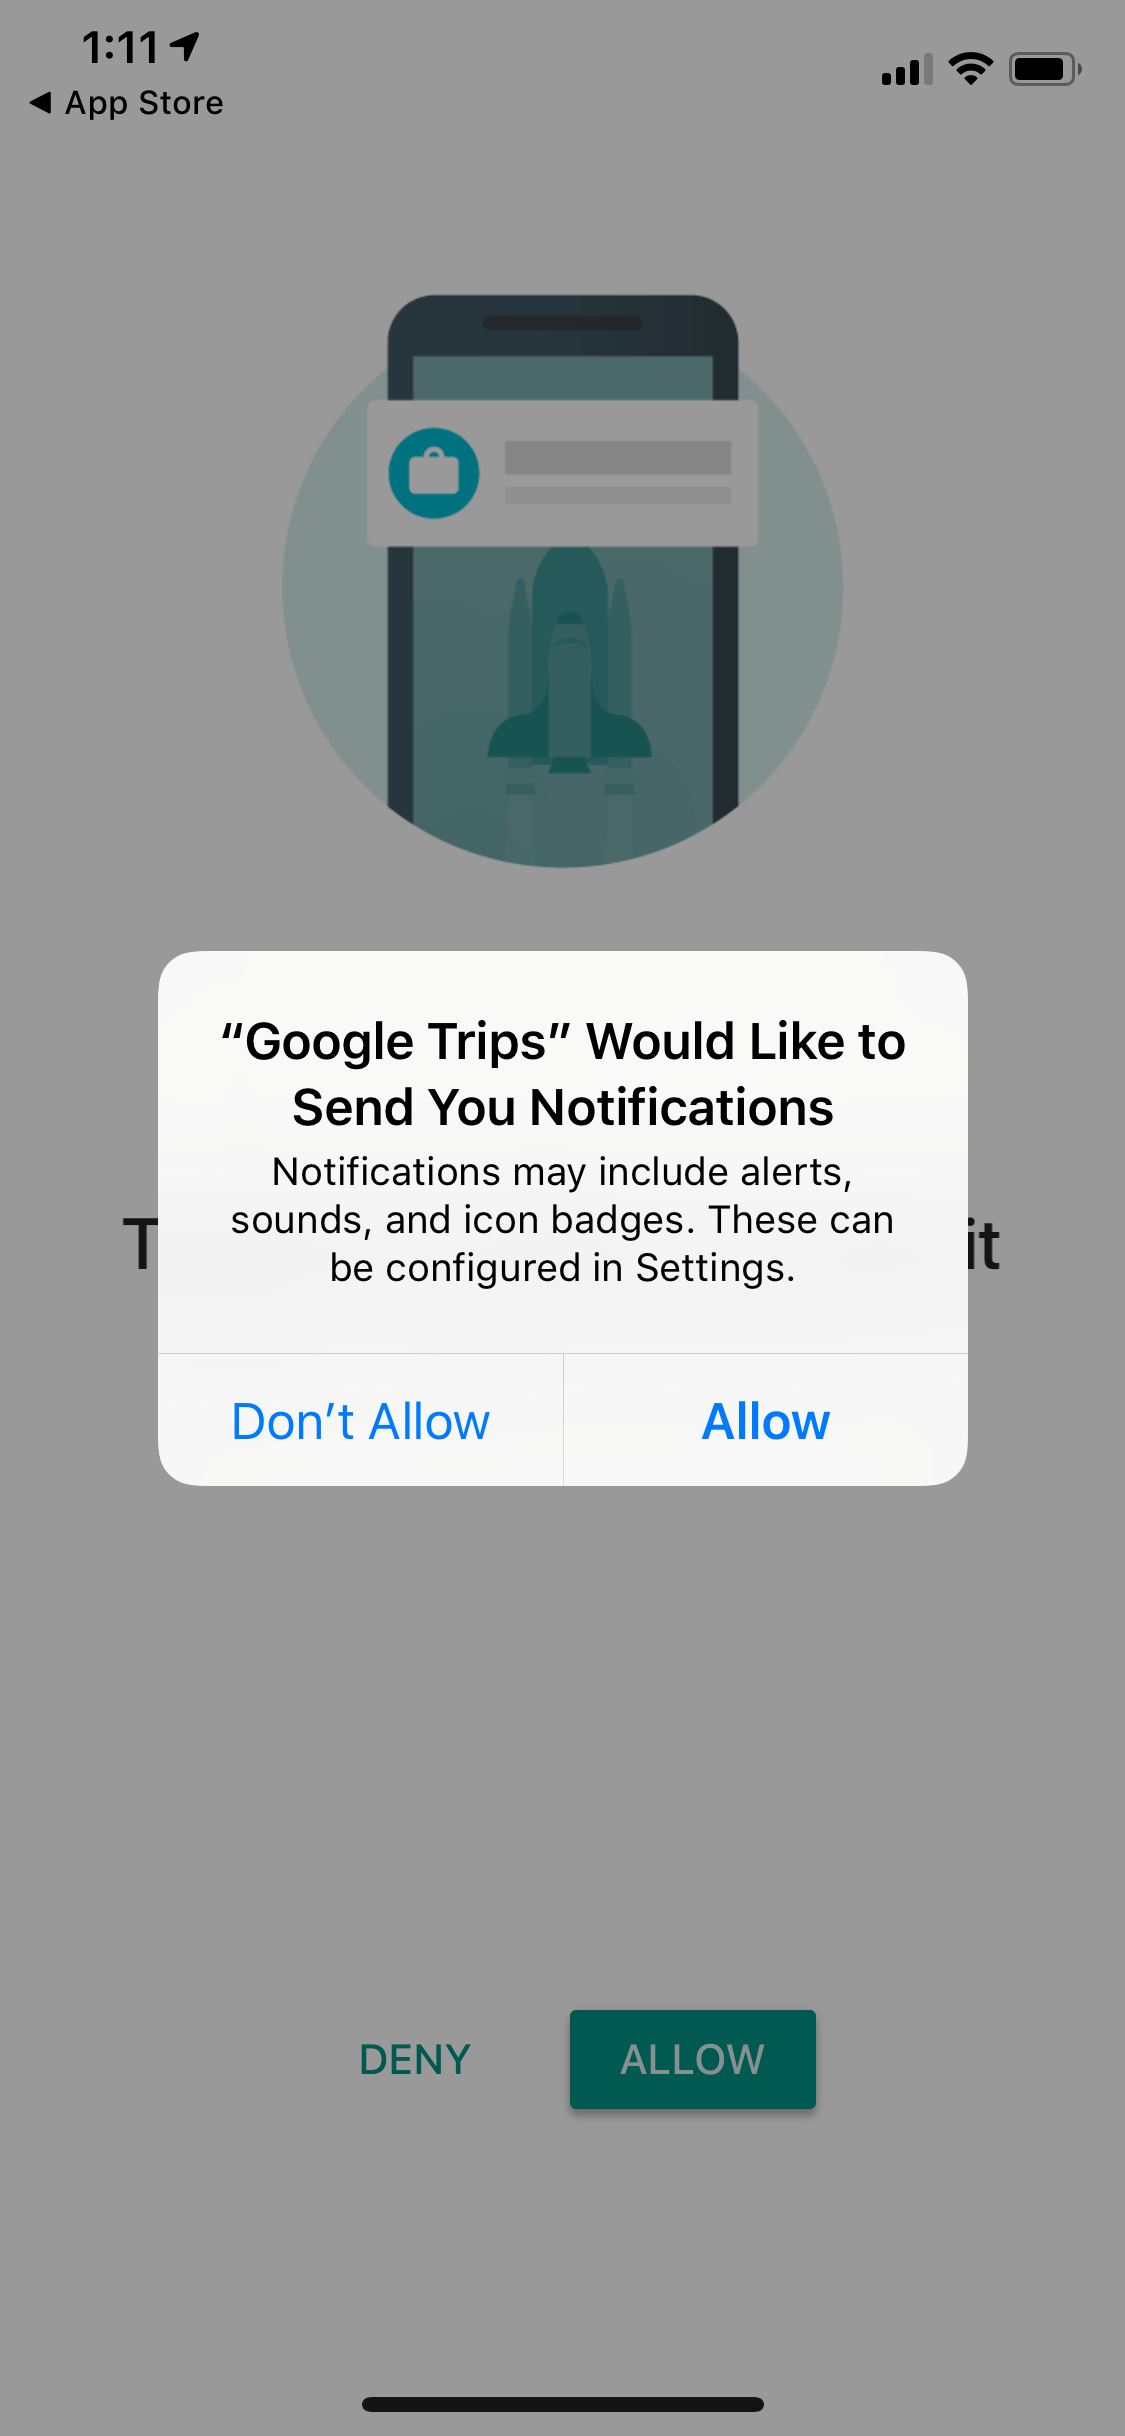 1:11
◀ App Store
“Google Trips” Would Like to
Send You Notifications
Notifications may include alerts,
sounds, and icon badges. These can
be configured in Settings.
Don’t Allow
Allow
DENY
ALLOW